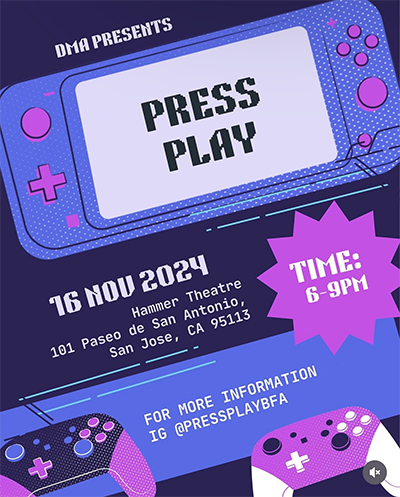 DMA PRESENTS
PRESS
PLAY
16 NOV 2024
Hammer Theatre
101 Paseo de San Antonio,
San Jose, CA 95113
TIME:
6-9PM
FOR MORE INFORMATION
IG @PRESSPLAYBFA